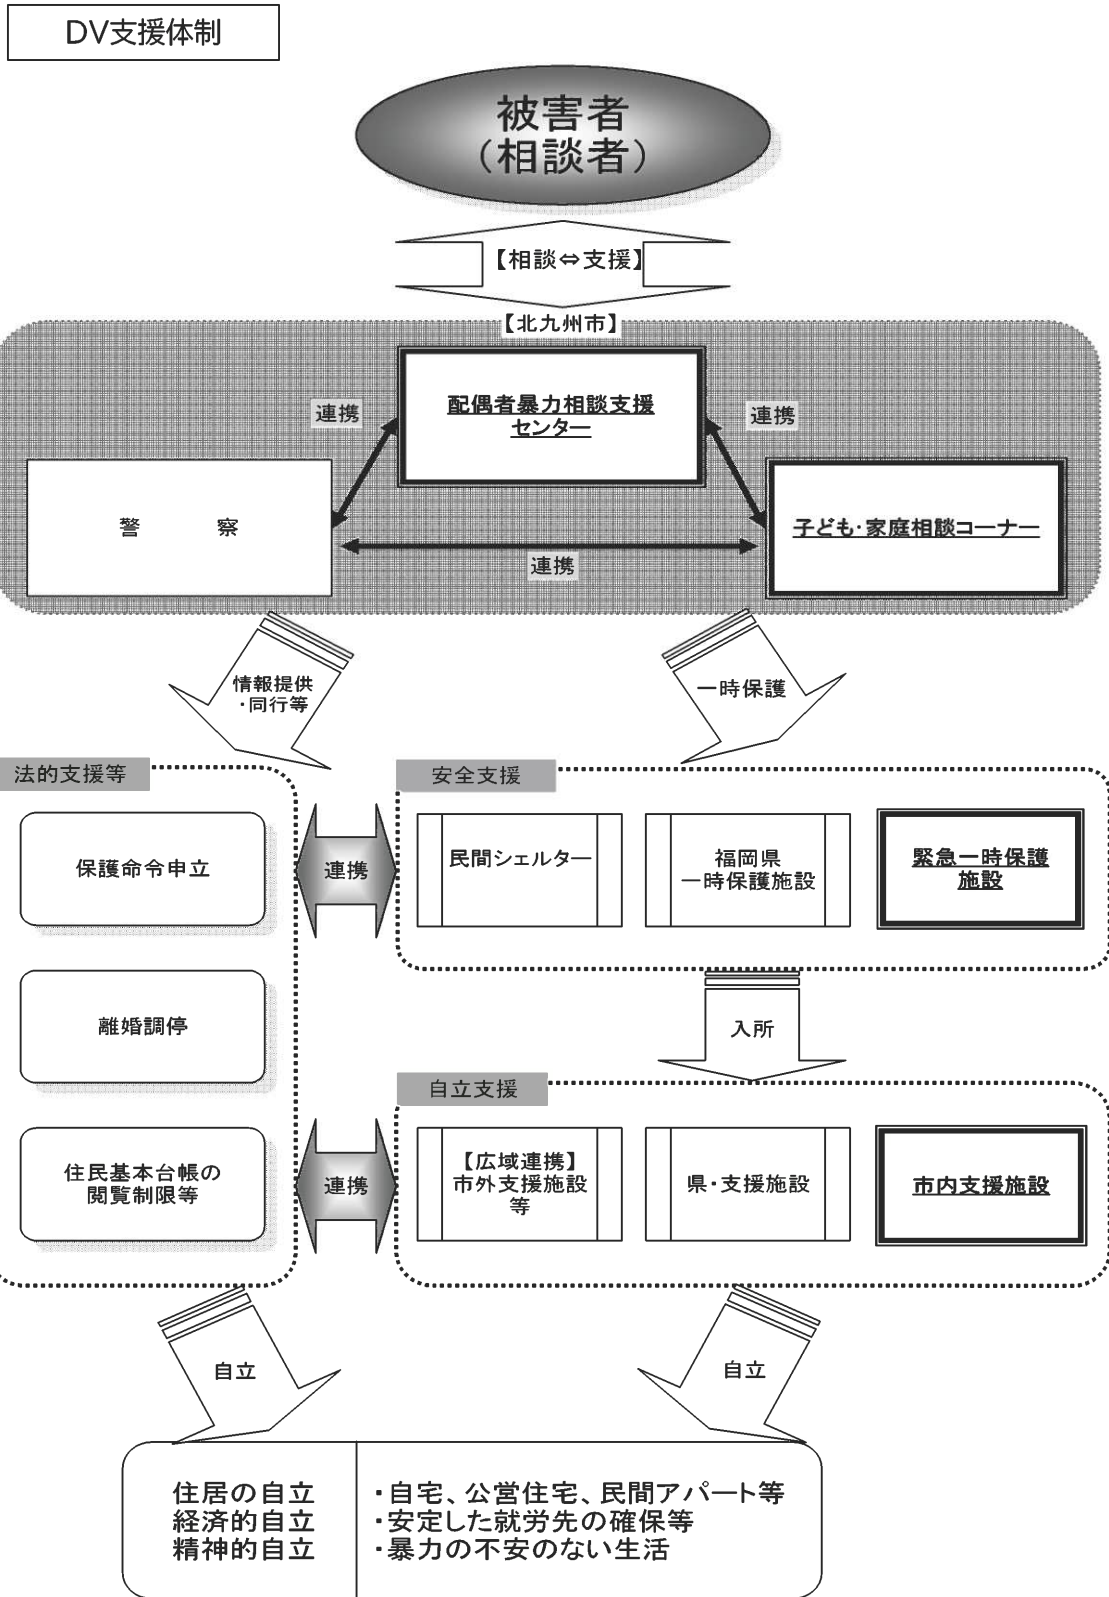 DV支援体制
被害者
（相談者）
【相談⇔支援】
【北九州市】
配偶者暴力相談支援
センター
連携
連携
警　　察
子ども・家庭相談コーナー
連携
情報提供
・同行等
一時保護
法的支援等
安全支援
保護命令申立
連携
民間シェルター
福岡県
一時保護施設
緊急一時保護
施設
離婚調停
入所
自立支援
住民基本台帳の
閲覧制限等
連携
【広域連携】
市外支援施設
等
県・支援施設
市内支援施設
自立
自立
住居の自立　・自宅、公営住宅、民間アパート等
経済的自立　・安定した就労先の確保等
精神的自立　・暴力の不安のない生活